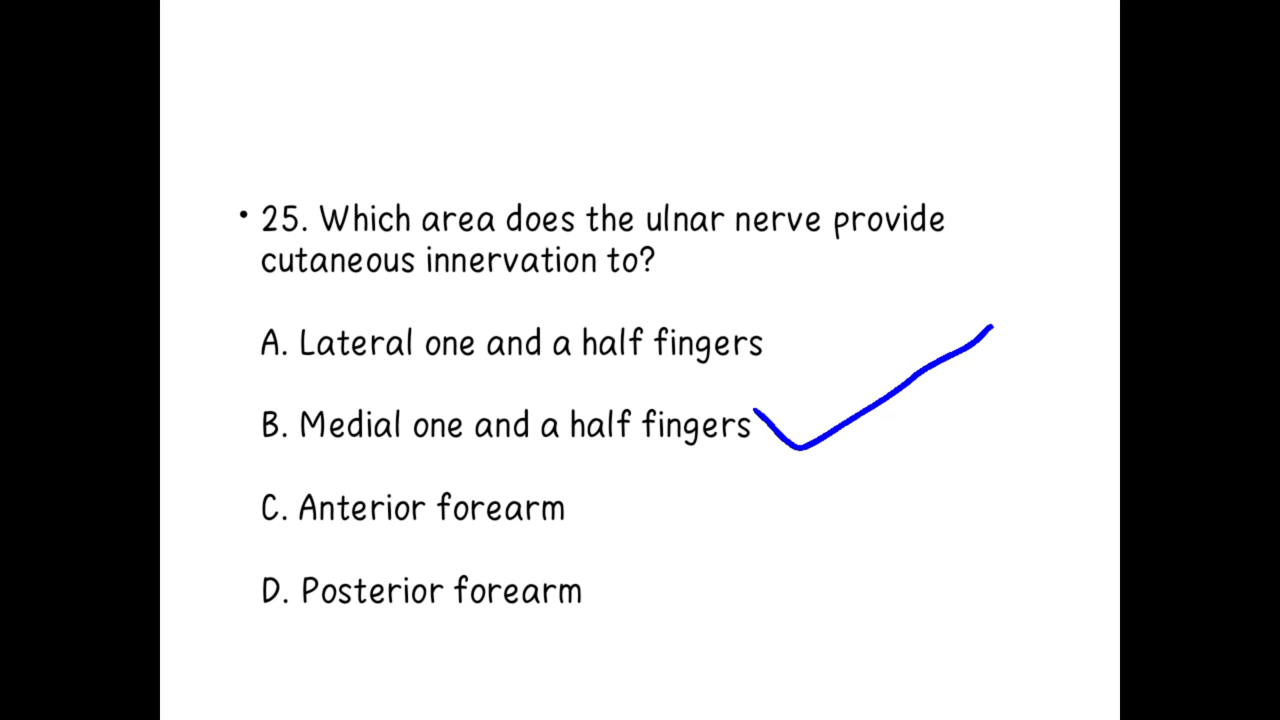 • 25. Which area does the ulnar nerve provide
cutaneous innervation to?
A. Lateral one and a half fingers
B. Medial one and a half fingers
C. Anterior forearm
D. Posterior forearm